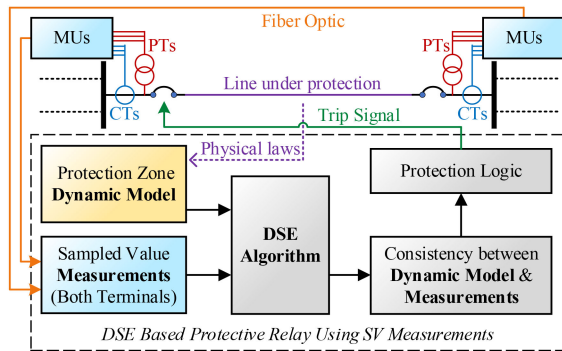 Fiber Optic
MUs
PTs
PTs
MUs
Line under protection
CTs
CTs
Trip Signal
Physical laws
Protection Zone
Dynamic Model
DSE
Algorithm
Protection Logic
Sampled Value
Measurements
(Both Terminals)
Consistency between
Dynamic Model &
Measurements
DSE Based Protective Relay Using SV Measurements